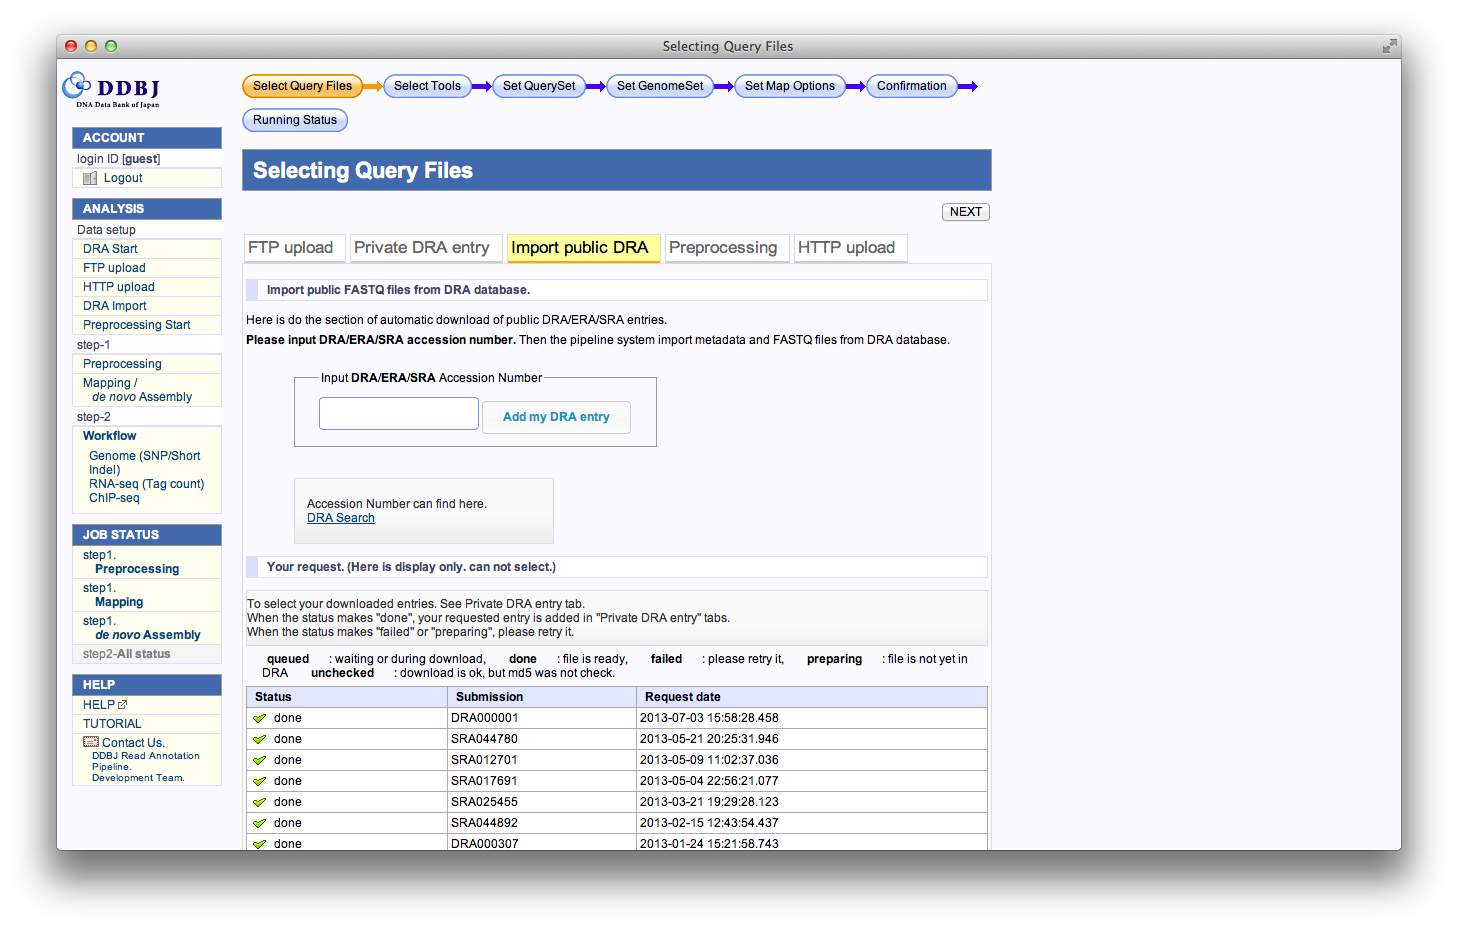 Selecting Query Files
DDBJ
DNA Data Bank of Japan
Select Query Files
Select Tools
Set QuerySet
Set GenomeSet
Set Map Options
Confirmation
Running Status
ACCOUNT
login ID [guest]
Logout
ANALYSIS
Data setup
DRA Start
FTP upload
HTTP upload
DRA Import
Preprocessing Start
step-1
Preprocessing
Mapping /
de novo Assembly
step-2
Workflow
Genome (SNP/Short
Indel)
RNA-seq (Tag count)
ChIP-seq
JOB STATUS
step1.
Preprocessing
step1.
Mapping
step1.
de novo Assembly
step2-All status
HELP
HELP
TUTORIAL
Contact Us.
DDBJ Read Annotation
Pipeline.
Development Team.
Selecting Query Files
NEXT
FTP upload
Private DRA entry
Import public DRA
Preprocessing
HTTP upload
Import public FASTQ files from DRA database.
Here is do the section of automatic download of public DRA/ERA/SRA entries.
Please input DRA/ERA/SRA accession number. Then the pipeline system import metadata and FASTQ files from DRA database.
Input DRA/ERA/SRA Accession Number
Add my DRA entry
Accession Number can find here.
DRA Search
Your request. (Here is display only. can not select.)
To select your downloaded entries. See Private DRA entry tab.
When the status makes "done", your requested entry is added in "Private DRA entry" tabs.
When the status makes "failed" or "preparing", please retry it.
queued : waiting or during download, done : file is ready, failed : please retry it, preparing : file is not yet in
DRA unchecked : download is ok, but md5 was not check.
Status Submission Request date
done DRA000001 2013-07-03 15:58:28.458
done SRA044780 2013-05-21 20:25:31.946
done SRA012701 2013-05-09 11:02:37.036
done SRA017691 2013-05-04 22:56:21.077
done SRA025455 2013-03-21 19:29:28.123
done SRA044892 2013-02-15 12:43:54.437
done DRA000307 2013-01-24 15:21:58.743